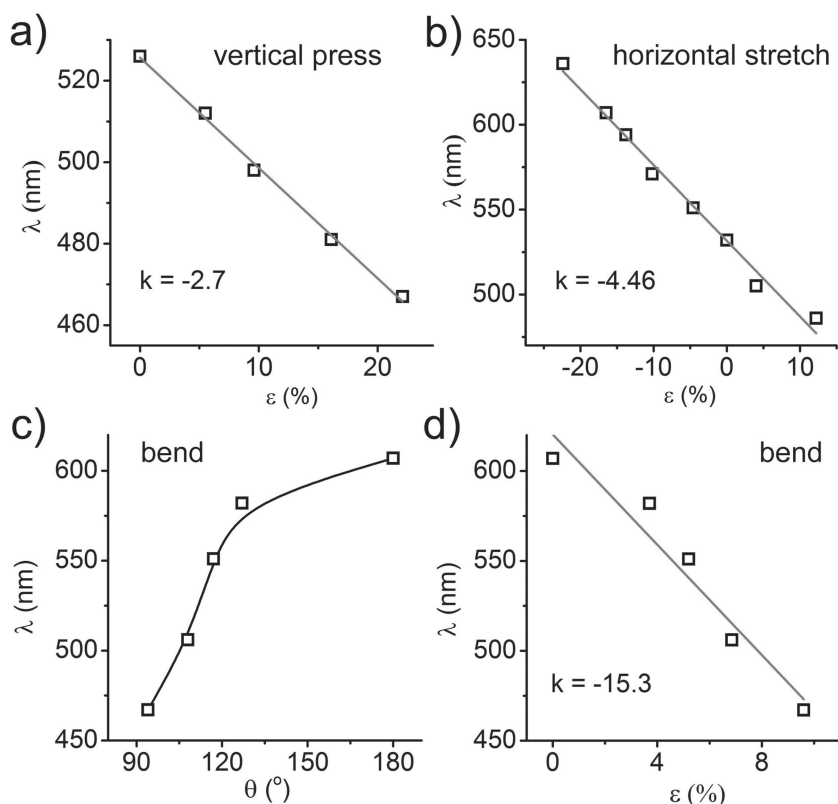 a)
vertical press
520
500
480
460
λ (nm)
k = -2.7
0
10
20
ε (%)
b)
horizontal stretch
650
600
550
500
λ (nm)
k = -4.46
-20
-10
0
10
ε (%)
c)
bend
600
550
500
450
λ (nm)
90
120
150
180
θ (°)
d)
bend
600
550
500
450
λ (nm)
k = -15.3
0
4
8
ε (%)